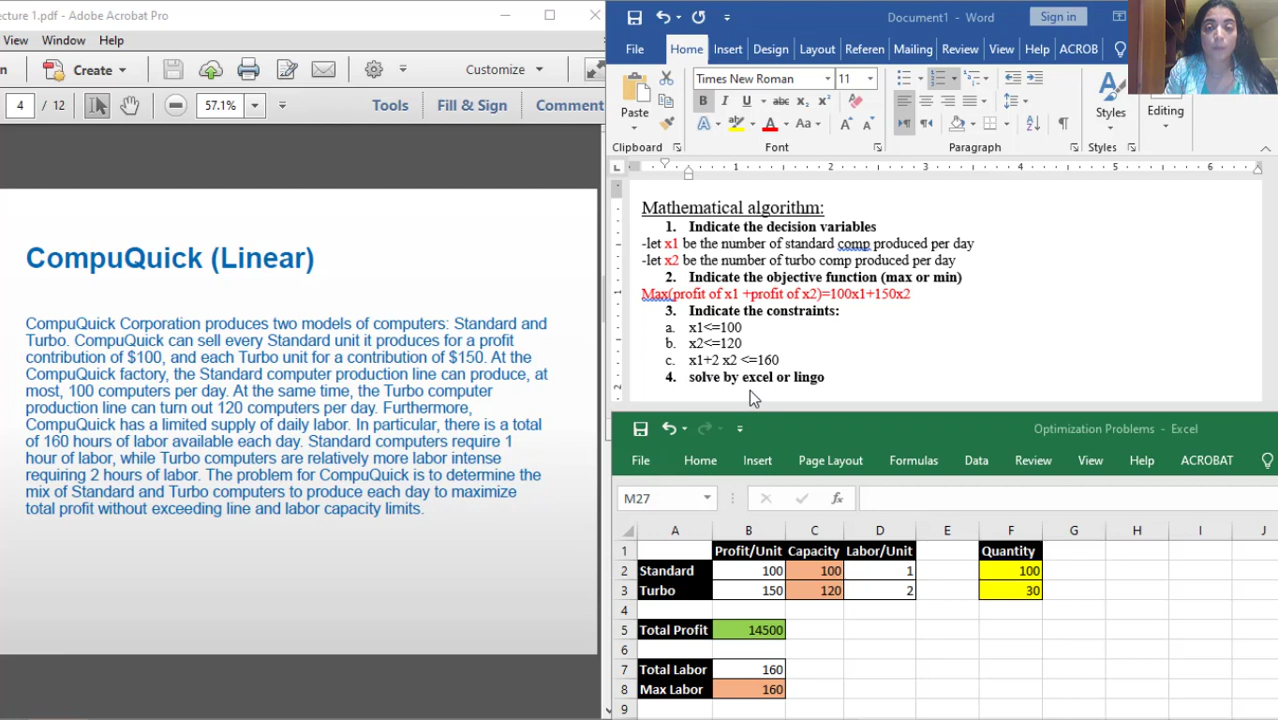 ecture 1.pdf - Adobe Acrobat Pro
View Window Help
Create
Customize
4 / 12
57.1%
Tools Fill & Sign Comment
CompuQuick (Linear)
CompuQuick Corporation produces two models of computers: Standard and
Turbo. CompuQuick can sell every Standard unit it produces for a profit
contribution of $100, and each Turbo unit for a contribution of $150. At the
CompuQuick factory, the Standard computer production line can produce, at
most, 100 computers per day. At the same time, the Turbo computer
production line can turn out 120 computers per day. Furthermore,
CompuQuick has a limited supply of daily labor. In particular, there is a total
of 160 hours of labor available each day. Standard computers require 1
hour of labor, while Turbo computers are relatively more labor intense
requiring 2 hours of labor. The problem for CompuQuick is to determine the
mix of Standard and Turbo computers to produce each day to maximize
total profit without exceeding line and labor capacity limits.
Document1 - Word
Sign in
File Home Insert Design Layout Referen Mailing Review View Help ACROB
Times New Roman 11
Paste
B I U abc x₂ x²
A A Aa A A
Styles
Editing
Clipboard Font Paragraph Styles
1 2 3 4 5 6
Mathematical algorithm:
1. Indicate the decision variables
-let x1 be the number of standard comp produced per day
-let x2 be the number of turbo comp produced per day
2. Indicate the objective function (max or min)
Max(profit of x1 +profit of x2)=100x1+150x2
3. Indicate the constraints:
a. x1<=100
b. x2<=120
c. x1+2 x2 <=160
4. solve by excel or lingo
1
2
Optimization Problems - Excel
File Home Insert Page Layout Formulas Data Review View Help ACROBAT
M27 fx
A B C D E F G H I J
1 Profit/Unit Capacity Labor/Unit Quantity
2 Standard 100 100 1 100
3 Turbo 150 120 2 30
4
5 Total Profit 14500
6
7 Total Labor 160
8 Max Labor 160
9